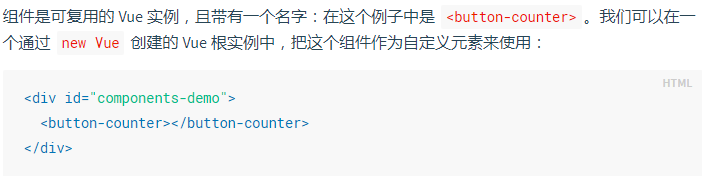 组件是可复用的 Vue 实例，且带有一个名字：在这个例子中是 <button-counter>。我们可以在一
个通过 new Vue 创建的 Vue 根实例中，把这个组件作为自定义元素来使用：
HTML
<div id="components-demo">
  <button-counter></button-counter>
</div>